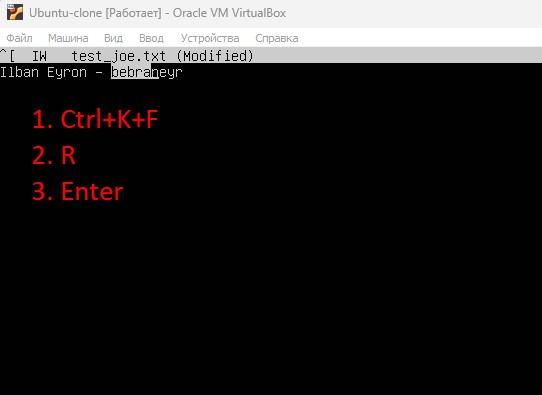 Ubuntu-clone [Работает] - Oracle VM VirtualBox
Файл Машина Вид Ввод Устройства Справка
^[ IW test_joe.txt (Modified)
Ilban Eyron - bebraneyr
1. Ctrl+K+F
2. R
3. Enter